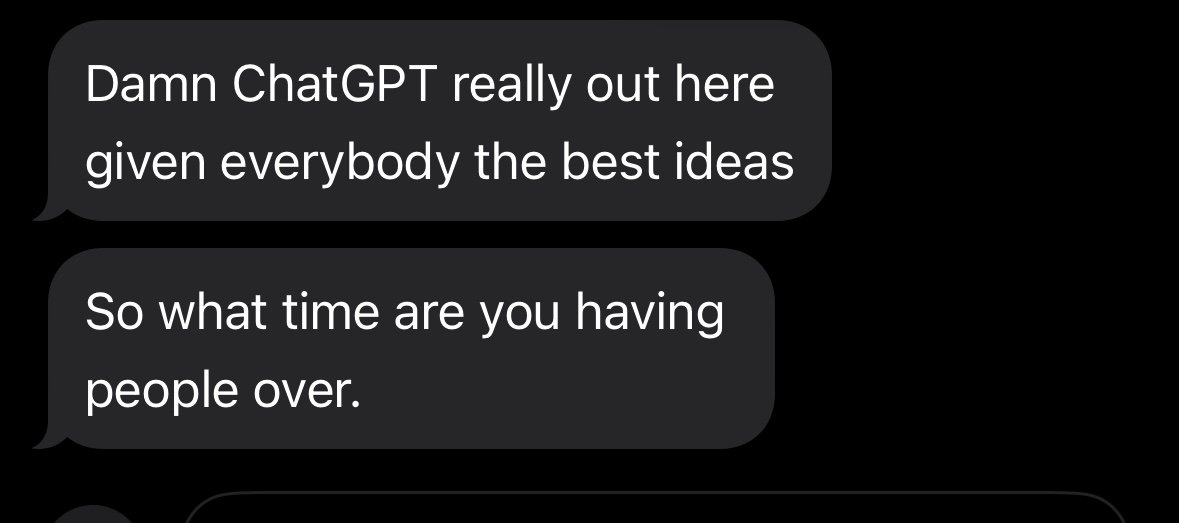 Damn ChatGPT really out here
given everybody the best ideas
So what time are you having
people over.